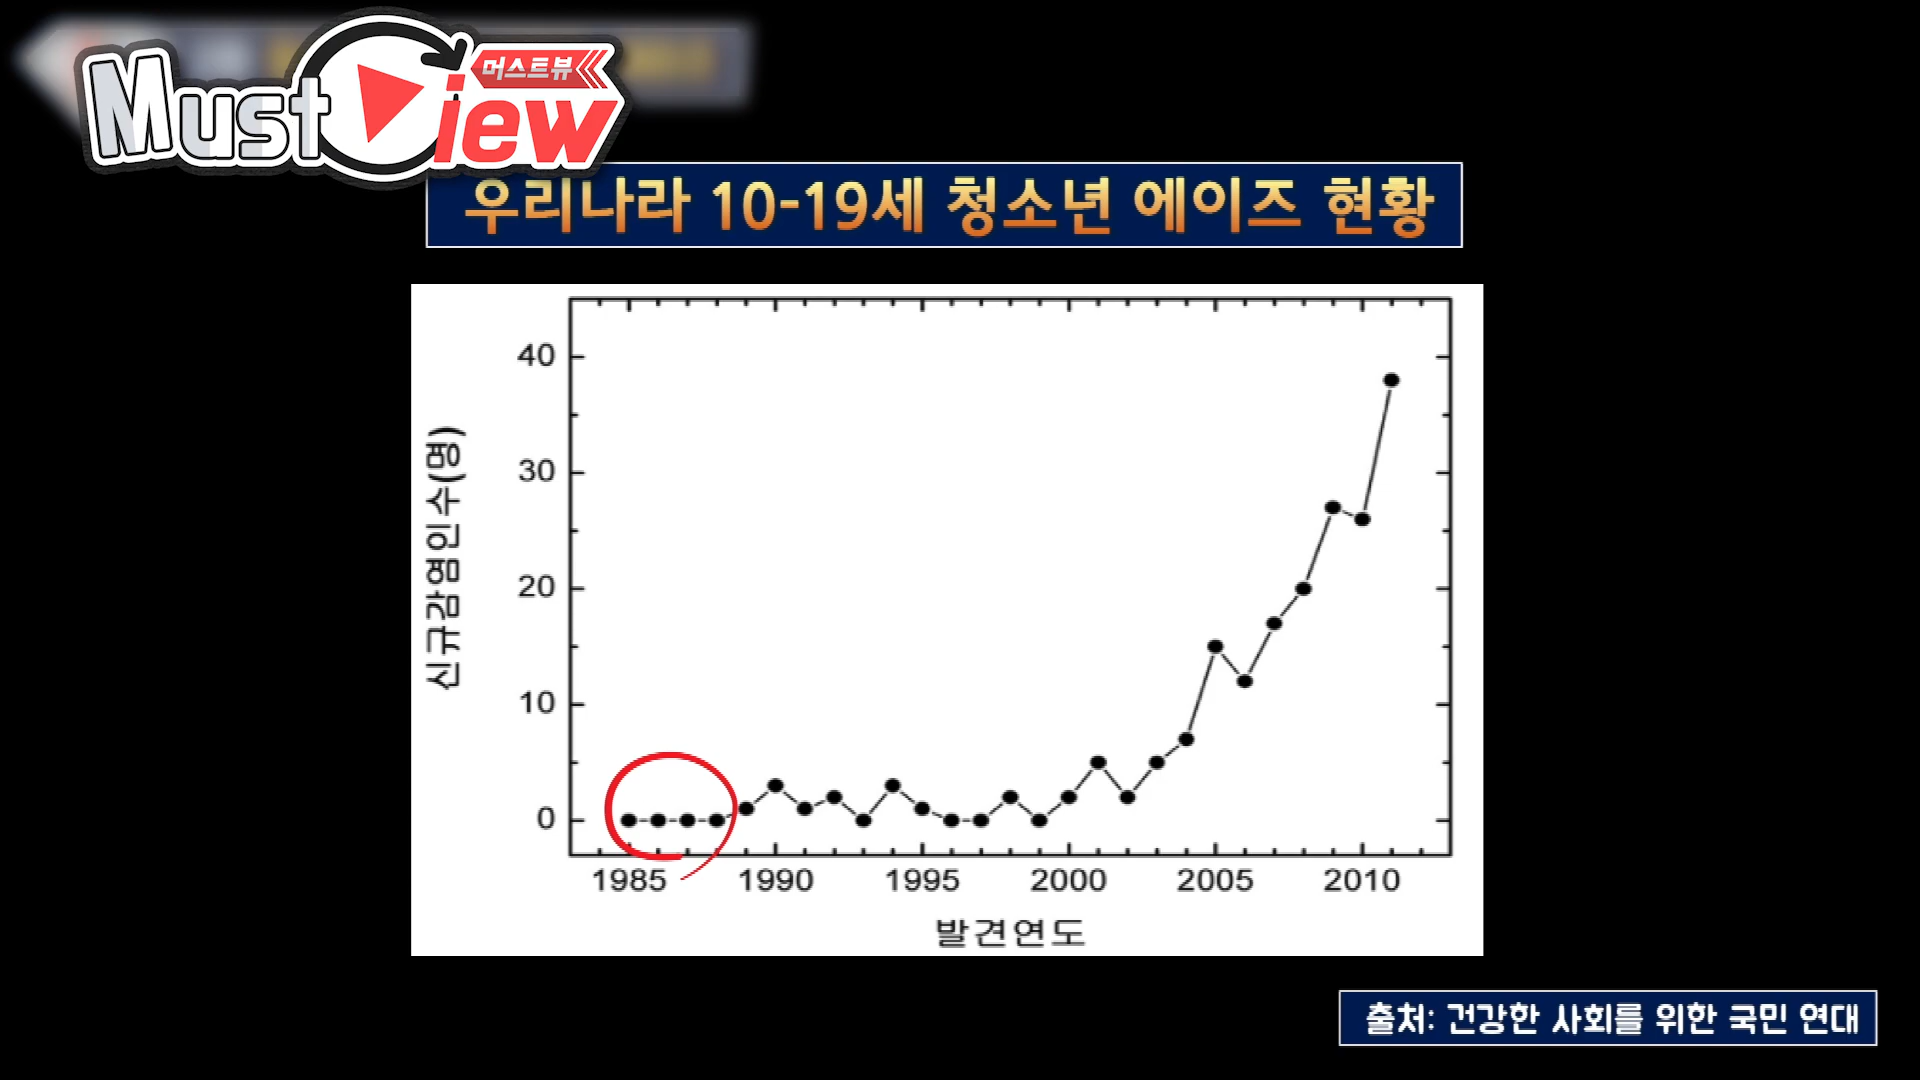 Must View
머스트뷰
우리나라 10-19세 청소년 에이즈 현황
신규감염인수(명)
40
30
20
10
0
1985 1990 1995 2000 2005 2010
발견연도
출처: 건강한 사회를 위한 국민 연대